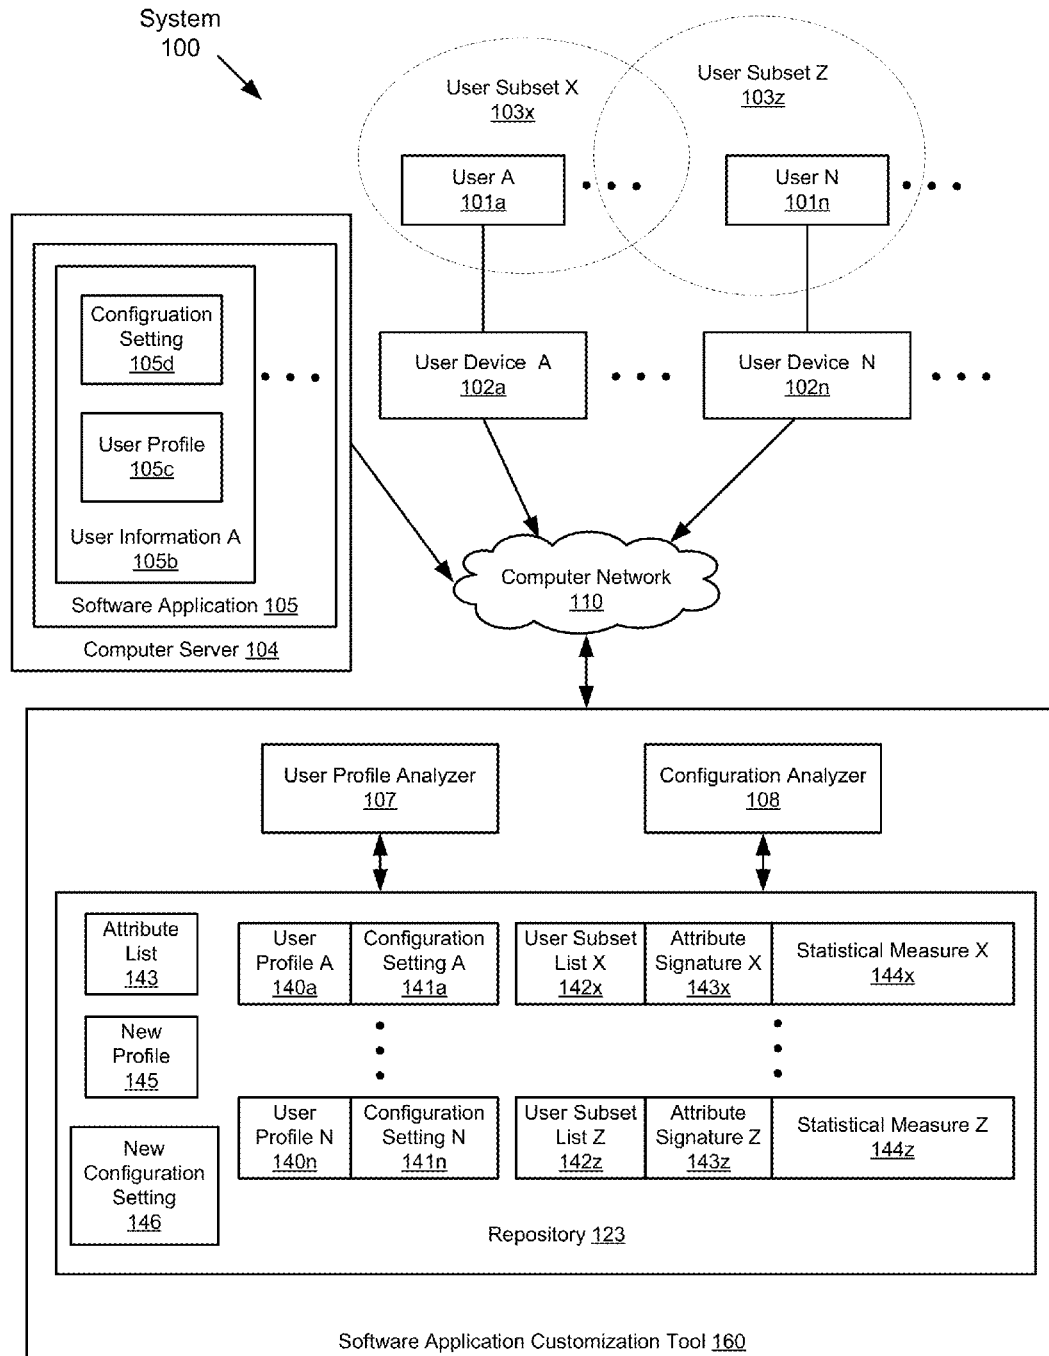 System
100
User Subset X
103x
User Subset Z
103z
User A
101a
User N
101n
Configruation
Setting
105d
User Profile
105c
User Information A
105b
Software Application 105
Computer Server 104
User Device A
102a
User Device N
102n
Computer Network
110
User Profile Analyzer
107
Configuration Analyzer
108
Attribute
List
143
New
Profile
145
New
Configuration
Setting
146
User
Profile A
140a
Configuration
Setting A
141a
User Subset
List X
142x
Attribute
Signature X
143x
Statistical Measure X
144x
User
Profile N
140n
Configuration
Setting N
141n
User Subset
List Z
142z
Attribute
Signature Z
143z
Statistical Measure Z
144z
Repository 123
Software Application Customization Tool 160